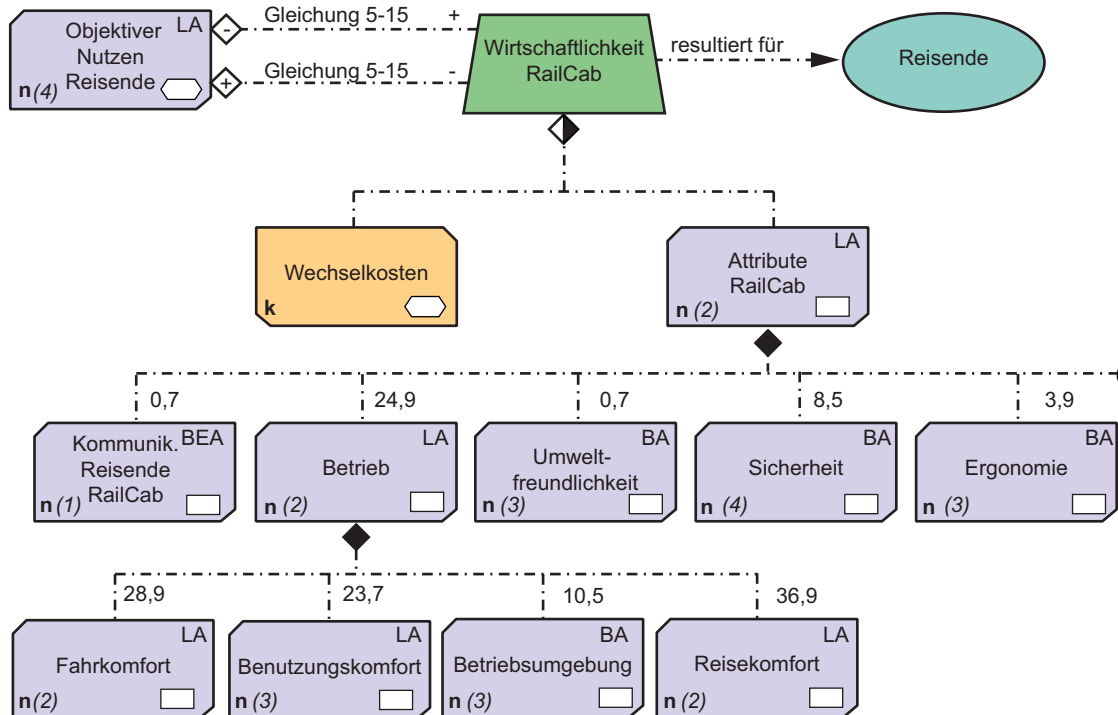 Objektiver LA
Nutzen
Reisende
n(4)
-
Gleichung 5-15 +
+
Gleichung 5-15 -
Wirtschaftlichkeit
RailCab
resultiert für
Reisende
Wechselkosten
k
LA
Attribute
RailCab
n(2)
0,7
24,9
0,7
8,5
3,9
Kommunik. BEA
Reisende
RailCab
n(1)
LA
Betrieb
n(2)
BA
Umwelt-
freundlichkeit
n(3)
BA
Sicherheit
n(4)
BA
Ergonomie
n(3)
28,9
23,7
10,5
36,9
LA
Fahrkomfort
n(2)
LA
Benutzungskomfort
n(3)
BA
Betriebsumgebung
n(3)
LA
Reisekomfort
n(2)